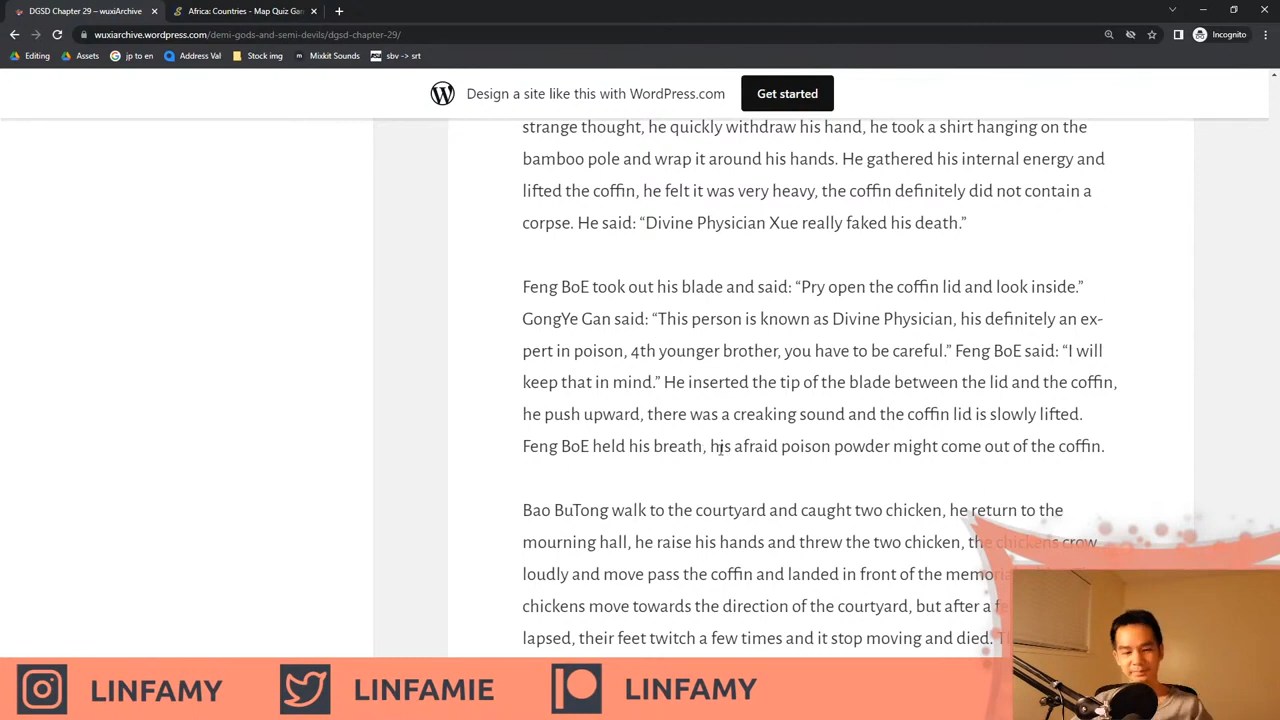 DGSD Chapter 29 – wuxiArchive
Africa: Countries - Map Quiz Gam
wuxiarchive.wordpress.com/demi-gods-and-semi-devils/dgsd-chapter-29/
Incognito
Editing
Assets
jp to en
Address Val
Stock img
Mixkit Sounds
sbv -> srt
Design a site like this with WordPress.com
Get started
strange thought, he quickly withdraw his hand, he took a shirt hanging on the
bamboo pole and wrap it around his hands. He gathered his internal energy and
lifted the coffin, he felt it was very heavy, the coffin definitely did not contain a
corpse. He said: “Divine Physician Xue really faked his death.”
Feng BoE took out his blade and said: “Pry open the coffin lid and look inside.”
GongYe Gan said: “This person is known as Divine Physician, his definitely an ex-
pert in poison, 4th younger brother, you have to be careful.” Feng BoE said: “I will
keep that in mind.” He inserted the tip of the blade between the lid and the coffin,
he push upward, there was a creaking sound and the coffin lid is slowly lifted.
Feng BoE held his breath, his afraid poison powder might come out of the coffin.
Bao BuTong walk to the courtyard and caught two chicken, he return to the
mourning hall, he raise his hands and threw the two chicken, the chickens crow
loudly and move pass the coffin and landed in front of the
chickens move towards the direction of the courtyard, but after a
lapsed, their feet twitch a few times and it stop moving and died.
LINFAMY
LINFAMIE
LINFAMY